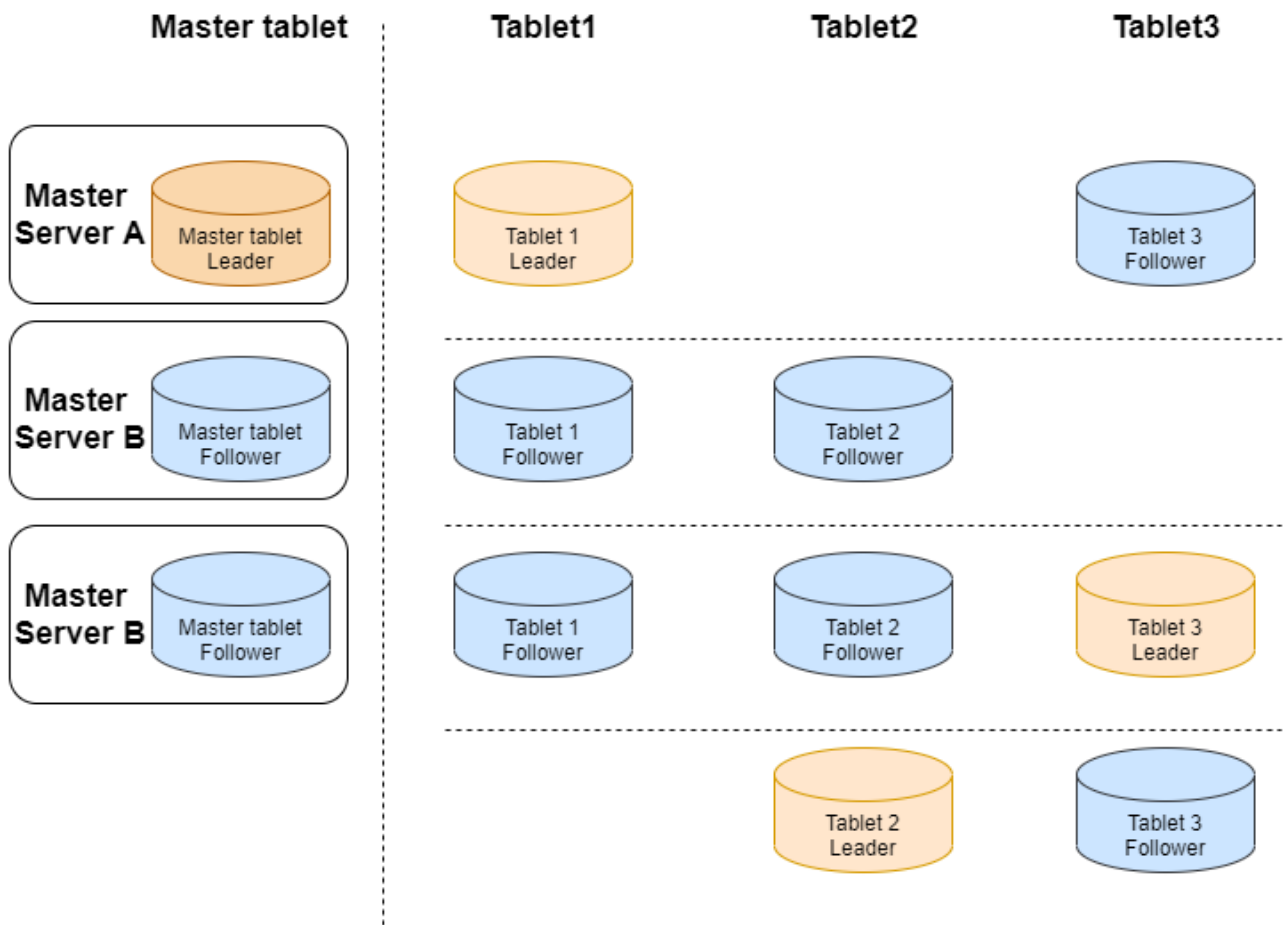 Master tablet
Tablet1
Tablet2
Tablet3
Master
Server A
Master tablet
Leader
Tablet 1
Leader
Tablet 3
Follower
Master
Server B
Master tablet
Follower
Tablet 1
Follower
Tablet 2
Follower
Master
Server B
Master tablet
Follower
Tablet 1
Follower
Tablet 2
Follower
Tablet 3
Leader
Tablet 2
Leader
Tablet 3
Follower